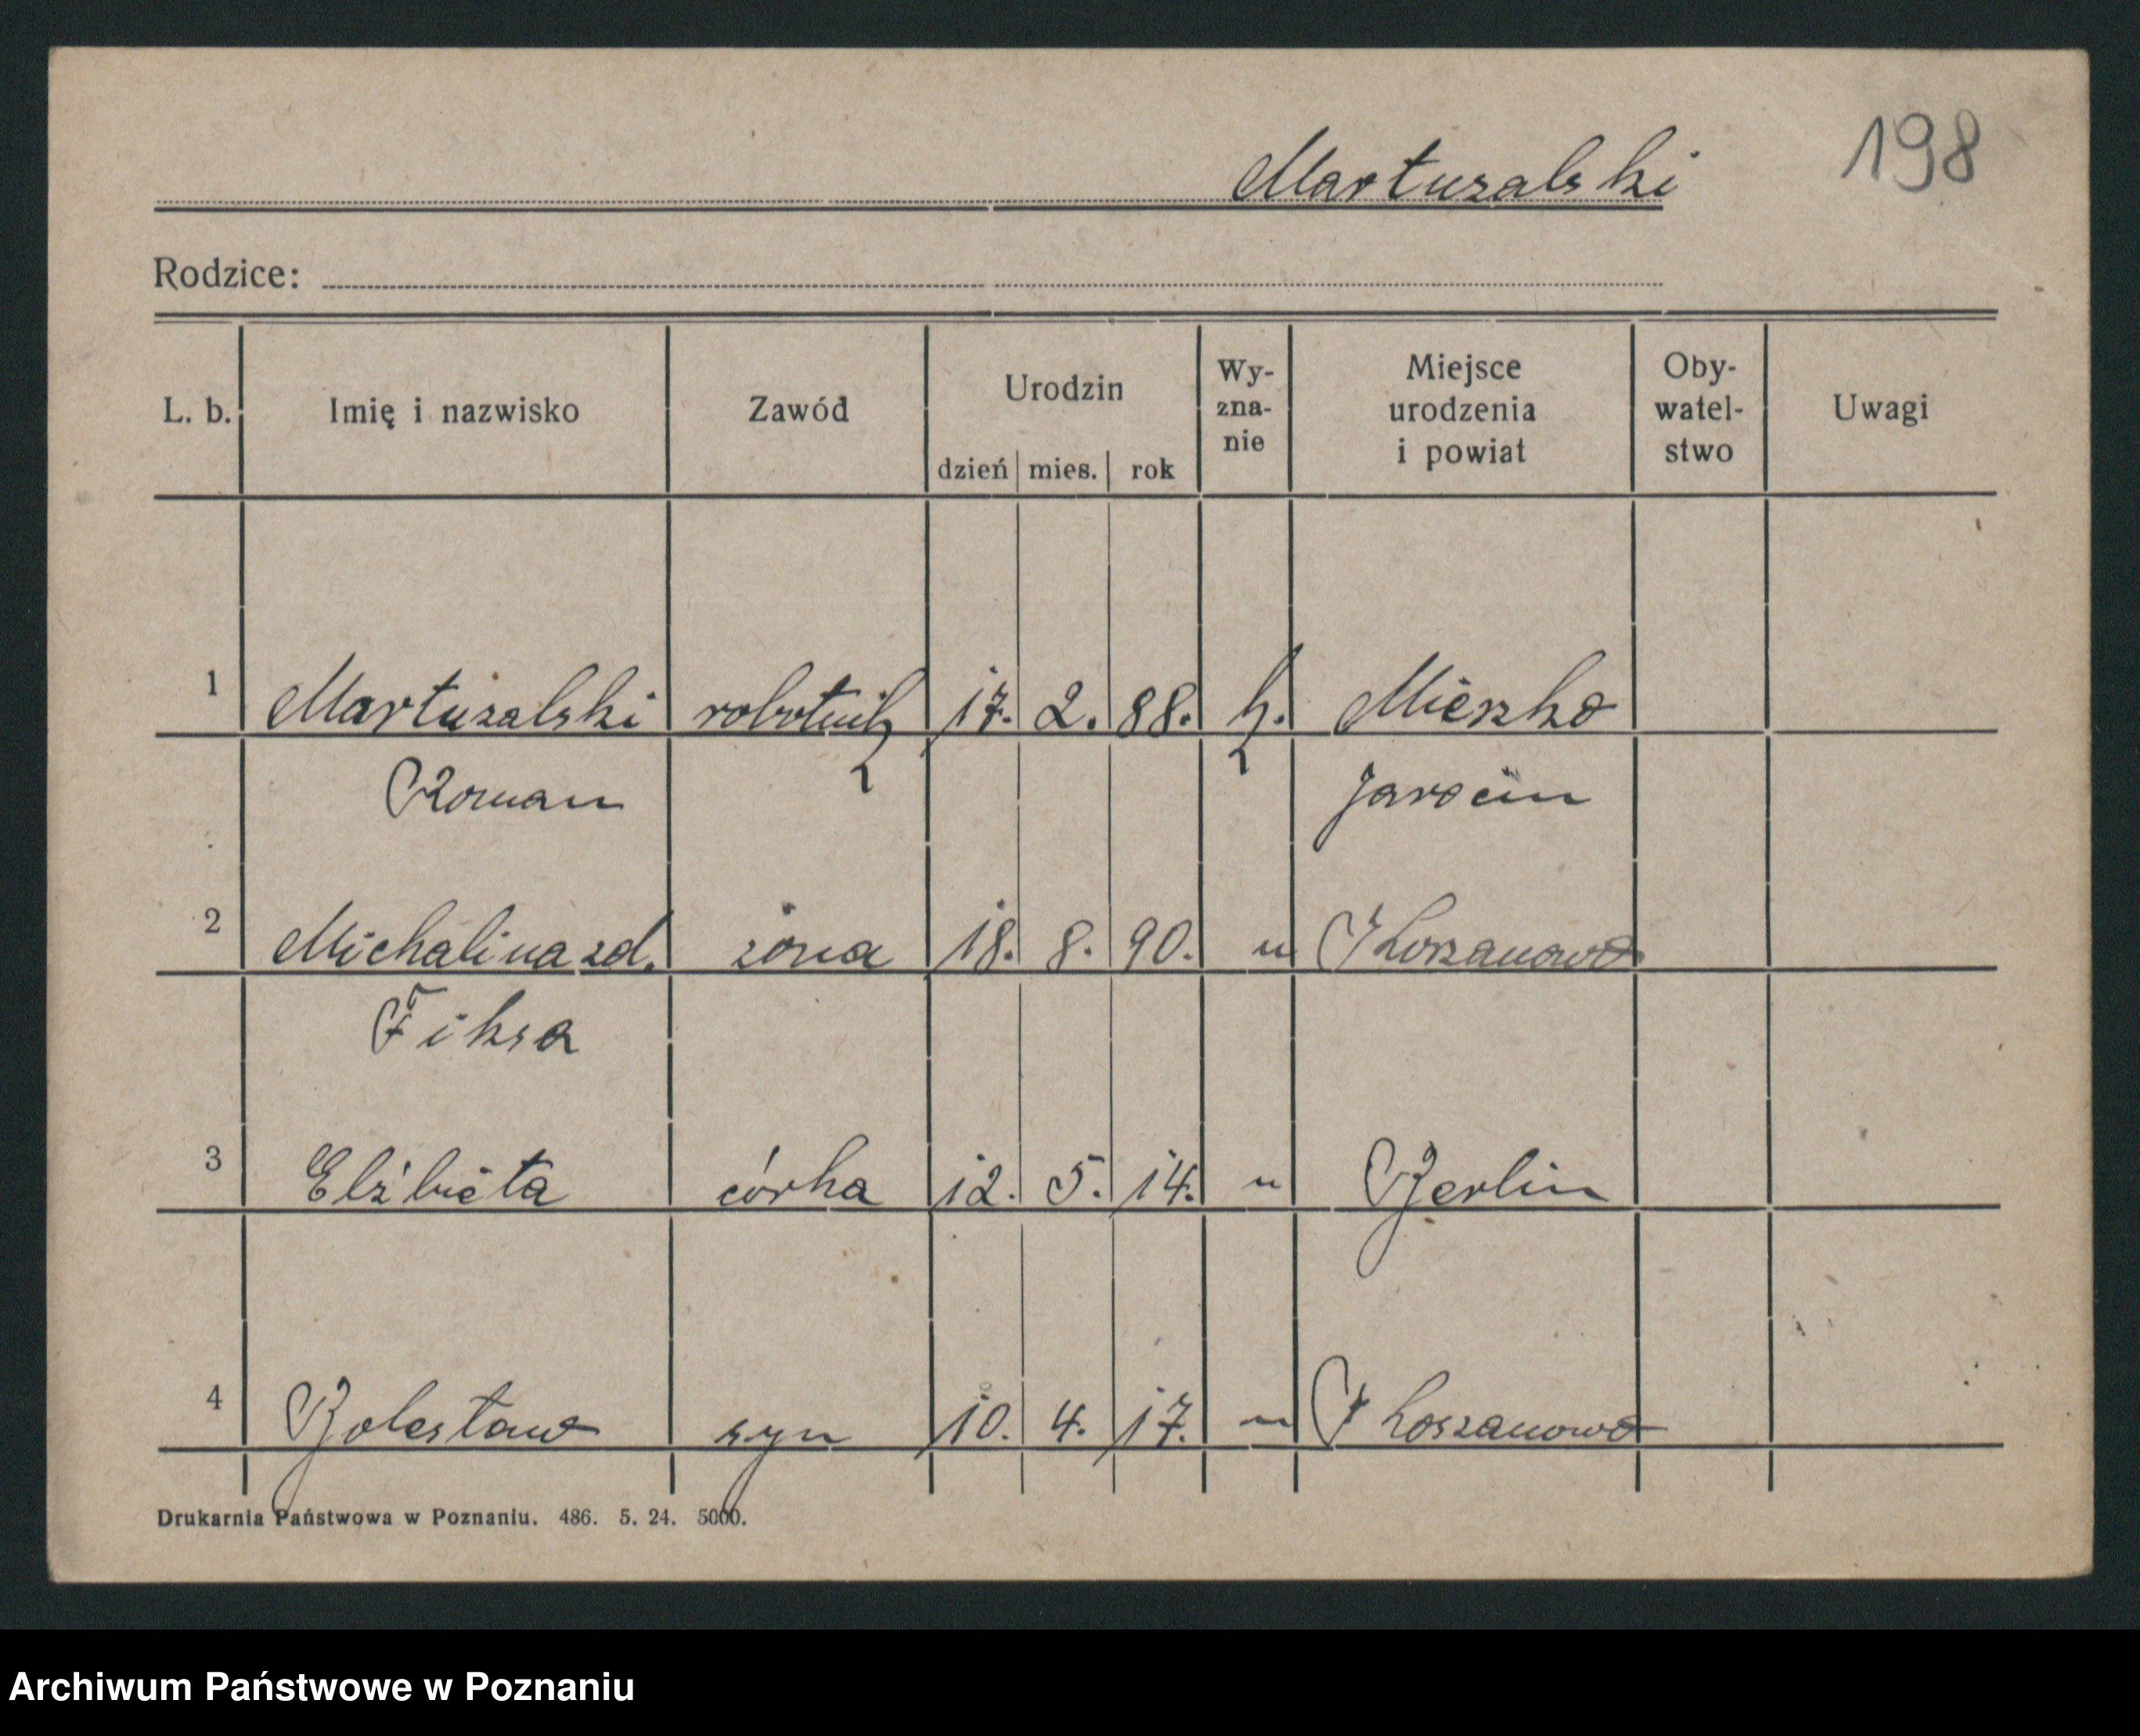 198
Martuzalski
Rodzice:
L. b. Imię i nazwisko Zawód Urodzin dzień mies. rok Wy-zna-nie Miejsce urodzenia i powiat Oby-watel-stwo Uwagi
1 Martuzalski robotnik 17. 2. 88. k. Mieszko
Roman Jarocin
2 Michalina zd. żona 18. 8. 90. "
Fiksa
3 Elżbieta córka 12. 5. 14. " Berlin
4 Bolesław syn 10. 4. 17. "
Drukarnia Państwowa w Poznaniu. 486. 5. 24. 5000.
Archiwum Państwowe w Poznaniu